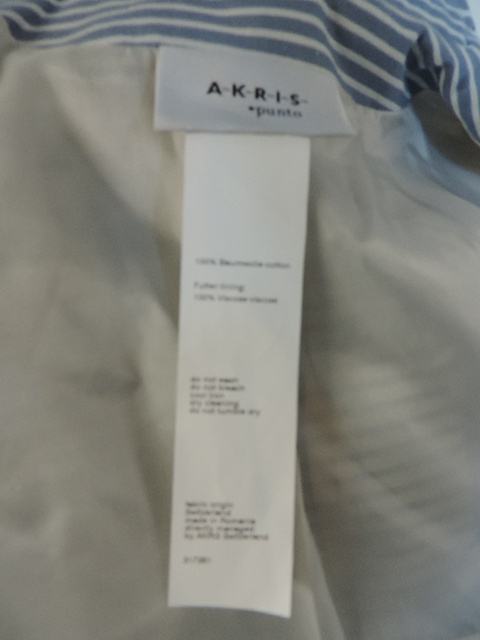 A-K-R-I-S-
•punto
100% Baumwolle-cotton
Futter-lining:
100% Viscose-viscose
do not wash
do not bleach
cool iron
dry cleaning
do not tumble dry
fabric origin
Switzerland
made in Romania
directly managed
by AKRIS Switzerland